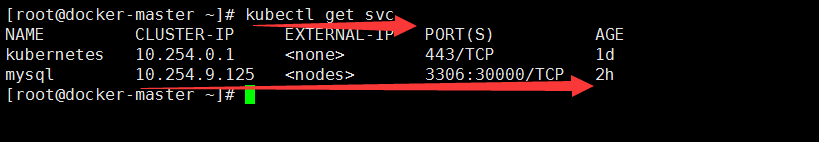 [root@docker-master ~]# kubectl get svc
NAME CLUSTER-IP EXTERNAL-IP PORT(S) AGE
kubernetes 10.254.0.1 <none> 443/TCP 1d
mysql 10.254.9.125 <nodes> 3306:30000/TCP 2h
[root@docker-master ~]#